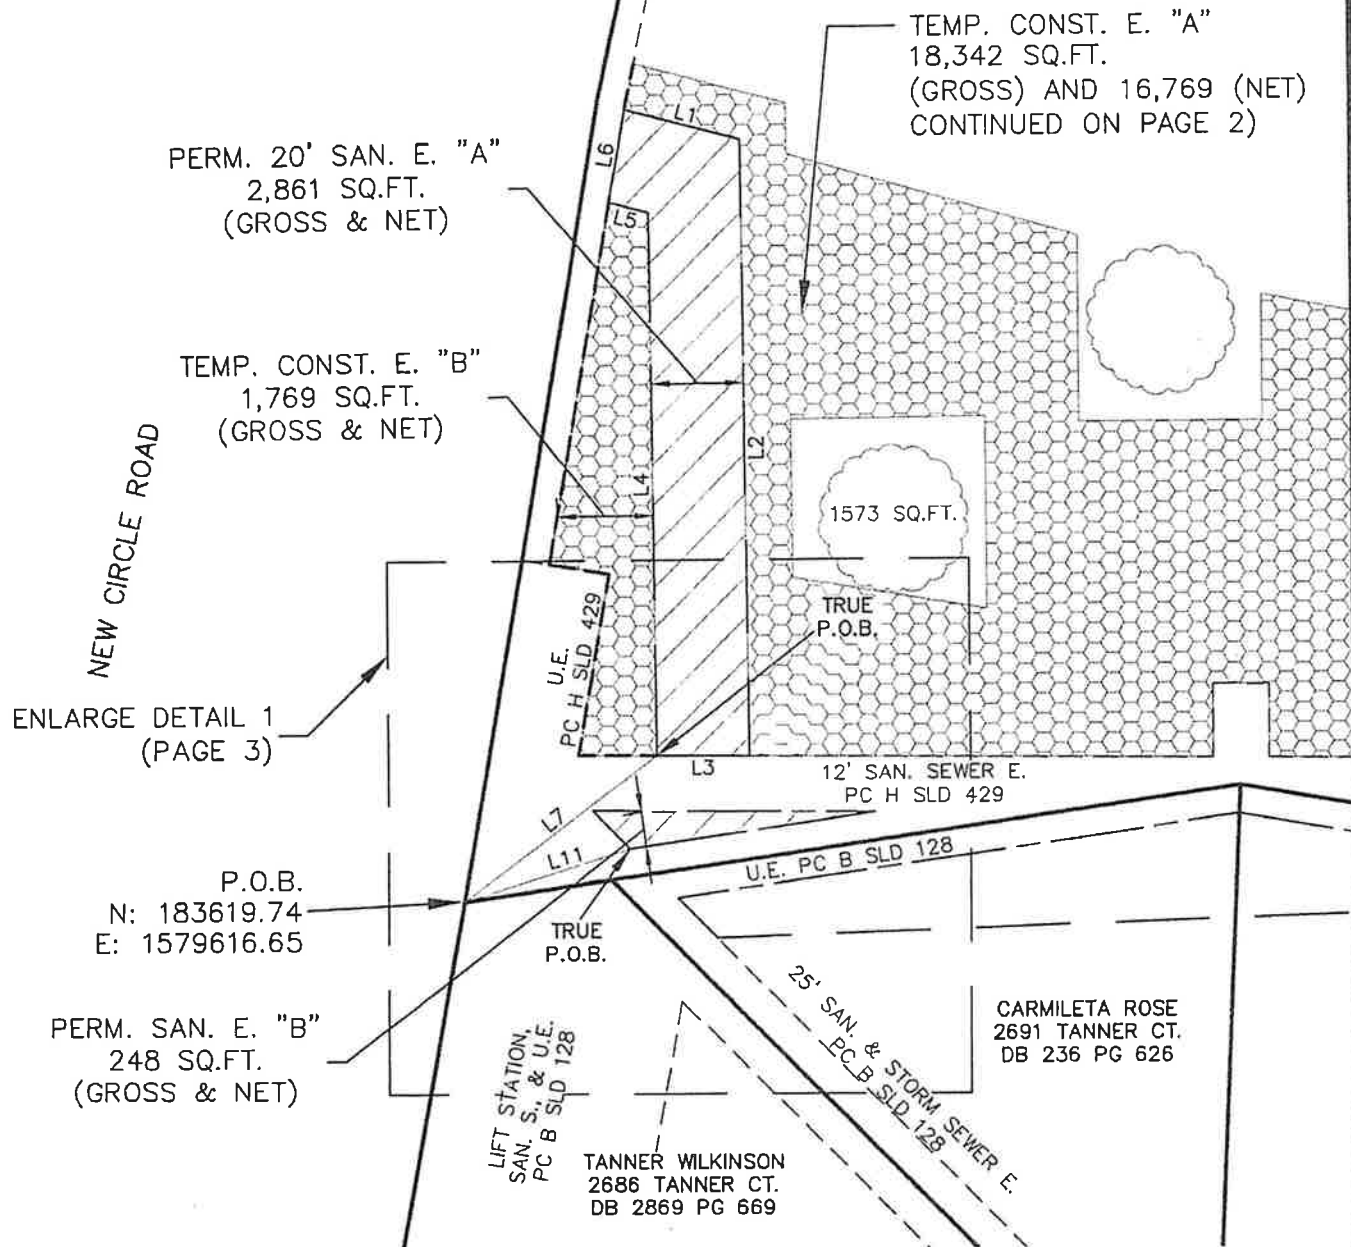 TEMP. CONST. E. "A"
18,342 SQ.FT.
(GROSS) AND 16,769 (NET)
CONTINUED ON PAGE 2)
PERM. 20' SAN. E. "A"
2,861 SQ.FT.
(GROSS & NET)
L1
L6
L5
TEMP. CONST. E. "B"
1,769 SQ.FT.
(GROSS & NET)
L2
L4
1573 SQ.FT.
NEW CIRCLE ROAD
TRUE
P.O.B.
U.E.
PC H SLD 429
ENLARGE DETAIL 1
(PAGE 3)
L3
12' SAN. SEWER E.
PC H SLD 429
L7
L11
U.E. PC B SLD 128
P.O.B.
N: 183619.74
E: 1579616.65
TRUE
P.O.B.
25' SAN. & STORM SEWER E.
PC B SLD 128
PERM. SAN. E. "B"
248 SQ.FT.
(GROSS & NET)
LIFT STATION,
SAN. S., & U.E.
PC B SLD 128
CARMILETA ROSE
2691 TANNER CT.
DB 236 PG 626
TANNER WILKINSON
2686 TANNER CT.
DB 2869 PG 669